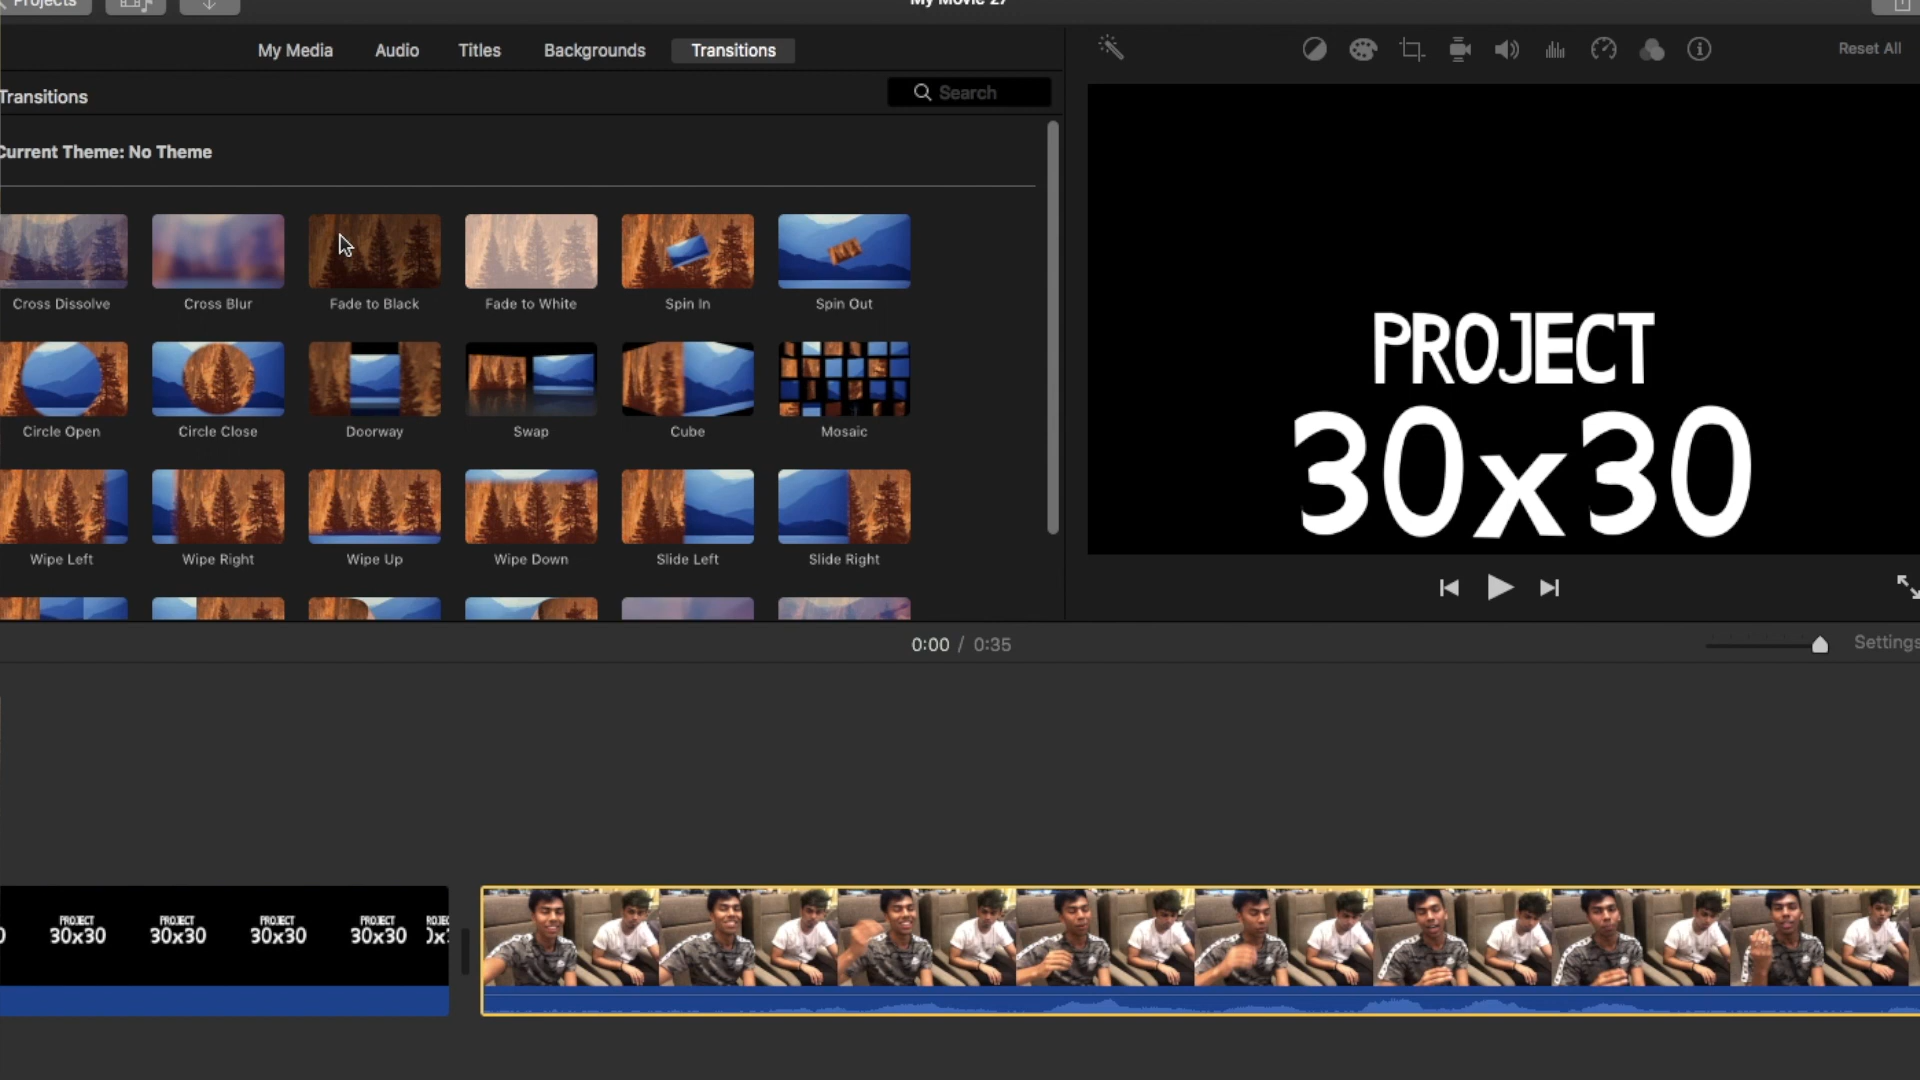 Projects
My Movie 27
My Media Audio Titles Backgrounds Transitions
Reset All
Transitions
Search
Current Theme: No Theme
Cross Dissolve Cross Blur Fade to Black Fade to White Spin In Spin Out
Circle Open Circle Close Doorway Swap Cube Mosaic
Wipe Left Wipe Right Wipe Up Wipe Down Slide Left Slide Right
PROJECT
30x30
0:00 / 0:35
Settings
PROJECT PROJECT PROJECT PROJECT
30x30 30x30 30x30 30x30